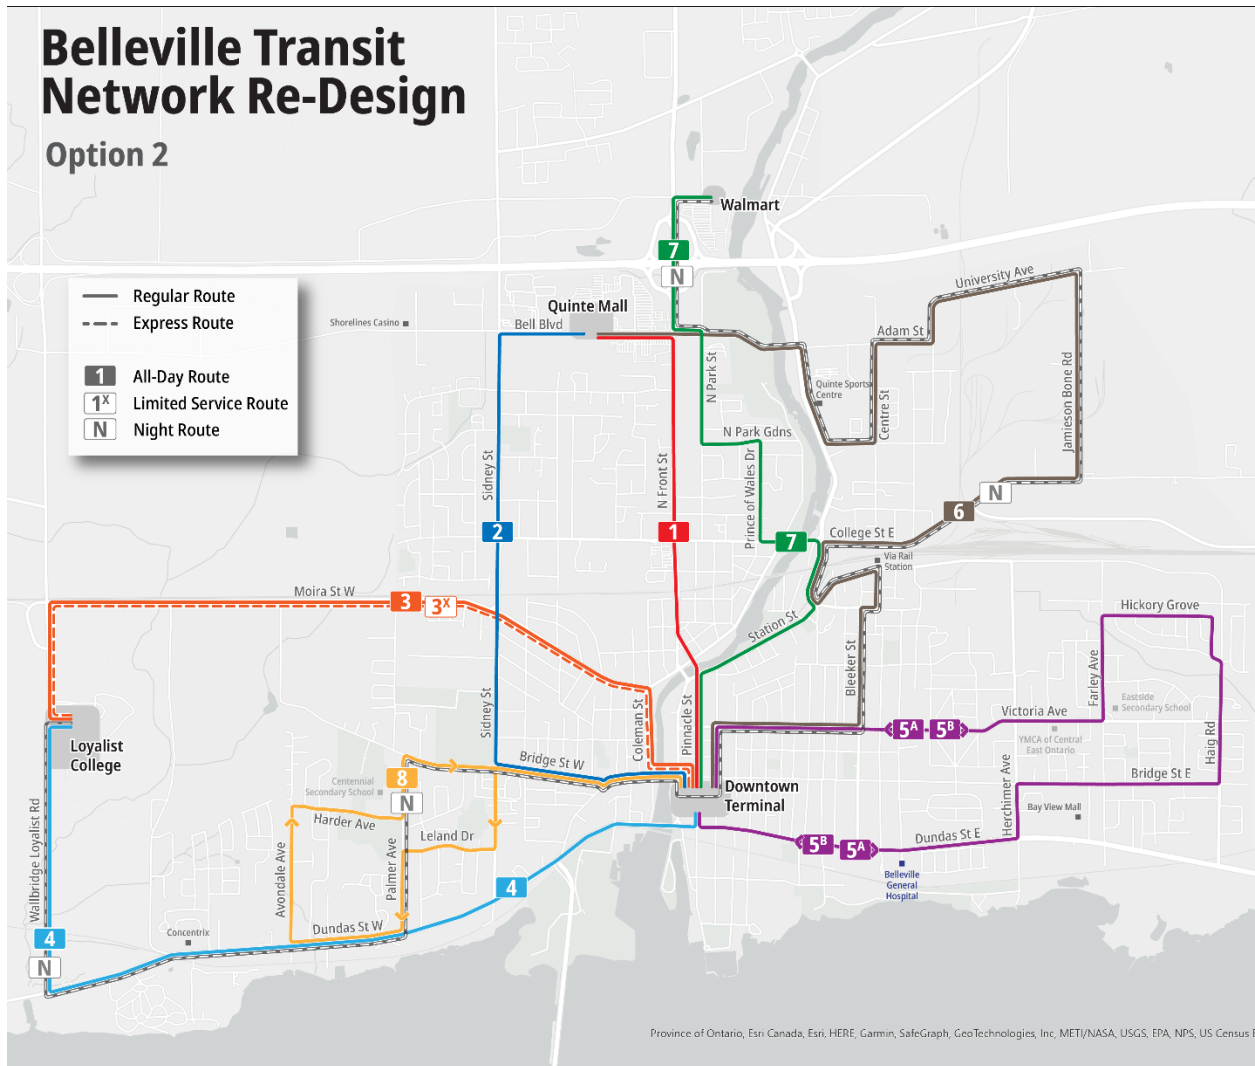 Belleville Transit
Network Re-Design
Option 2
Walmart
7
N
University Ave
Regular Route
Express Route
1 All-Day Route
1X Limited Service Route
N Night Route
Quinte Mall
Bell Blvd
Shorelines Casino
Adam St
N Park St
Quinte Sports
Centre
Centre St
Jamieson Bone Rd
N Park Gdns
Sidney St
N Front St
Prince of Wales Dr
N
6
2
1
7
College St E
Via Rail
Station
Moira St W
3
3X
Hickory Grove
Station St
Bleeker St
Farley Ave
Eastside
Secondary School
Sidney St
Coleman St
Pinnacle St
Victoria Ave
5A
5B
YMCA of Central
East Ontario
Haig Rd
Loyalist
College
Bridge St W
Bridge St E
8
N
Centennial
Secondary School
Downtown
Terminal
Herchimer Ave
Bay View Mall
Harder Ave
Leland Dr
Dundas St E
5B
5A
Wallbridge Loyalist Rd
Avondale Ave
Palmer Ave
Belleville
General
Hospital
4
Dundas St W
Concentrix
4
N
Province of Ontario, Esri Canada, Esri, HERE, Garmin, SafeGraph, GeoTechnologies, Inc, METI/NASA, USGS, EPA, NPS, US Census